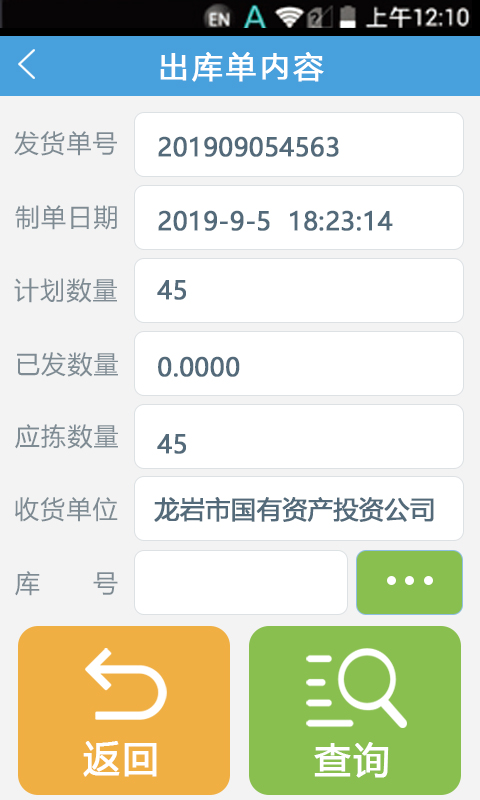 EN A 2 上午12:10
出库单内容
发货单号 201909054563
制单日期 2019-9-5 18:23:14
计划数量 45
已发数量 0.0000
应拣数量 45
收货单位 龙岩市国有资产投资公司
库 号
返回 查询